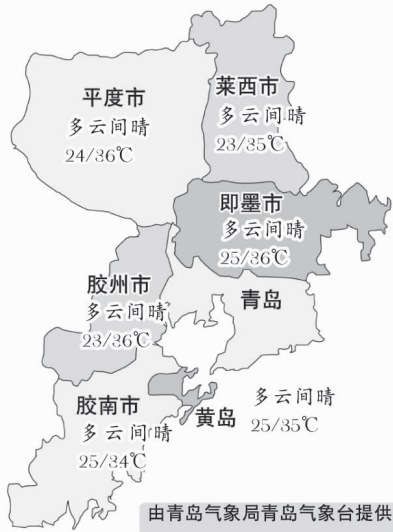 平度市
多云间晴
24/36℃
莱西市
多云间晴
23/35℃
即墨市
多云间晴
25/36℃
胶州市
多云间晴
23/36℃
青岛
胶南市
多云间晴
25/34℃
黄岛
多云间晴
25/35℃
由青岛气象局青岛气象台提供